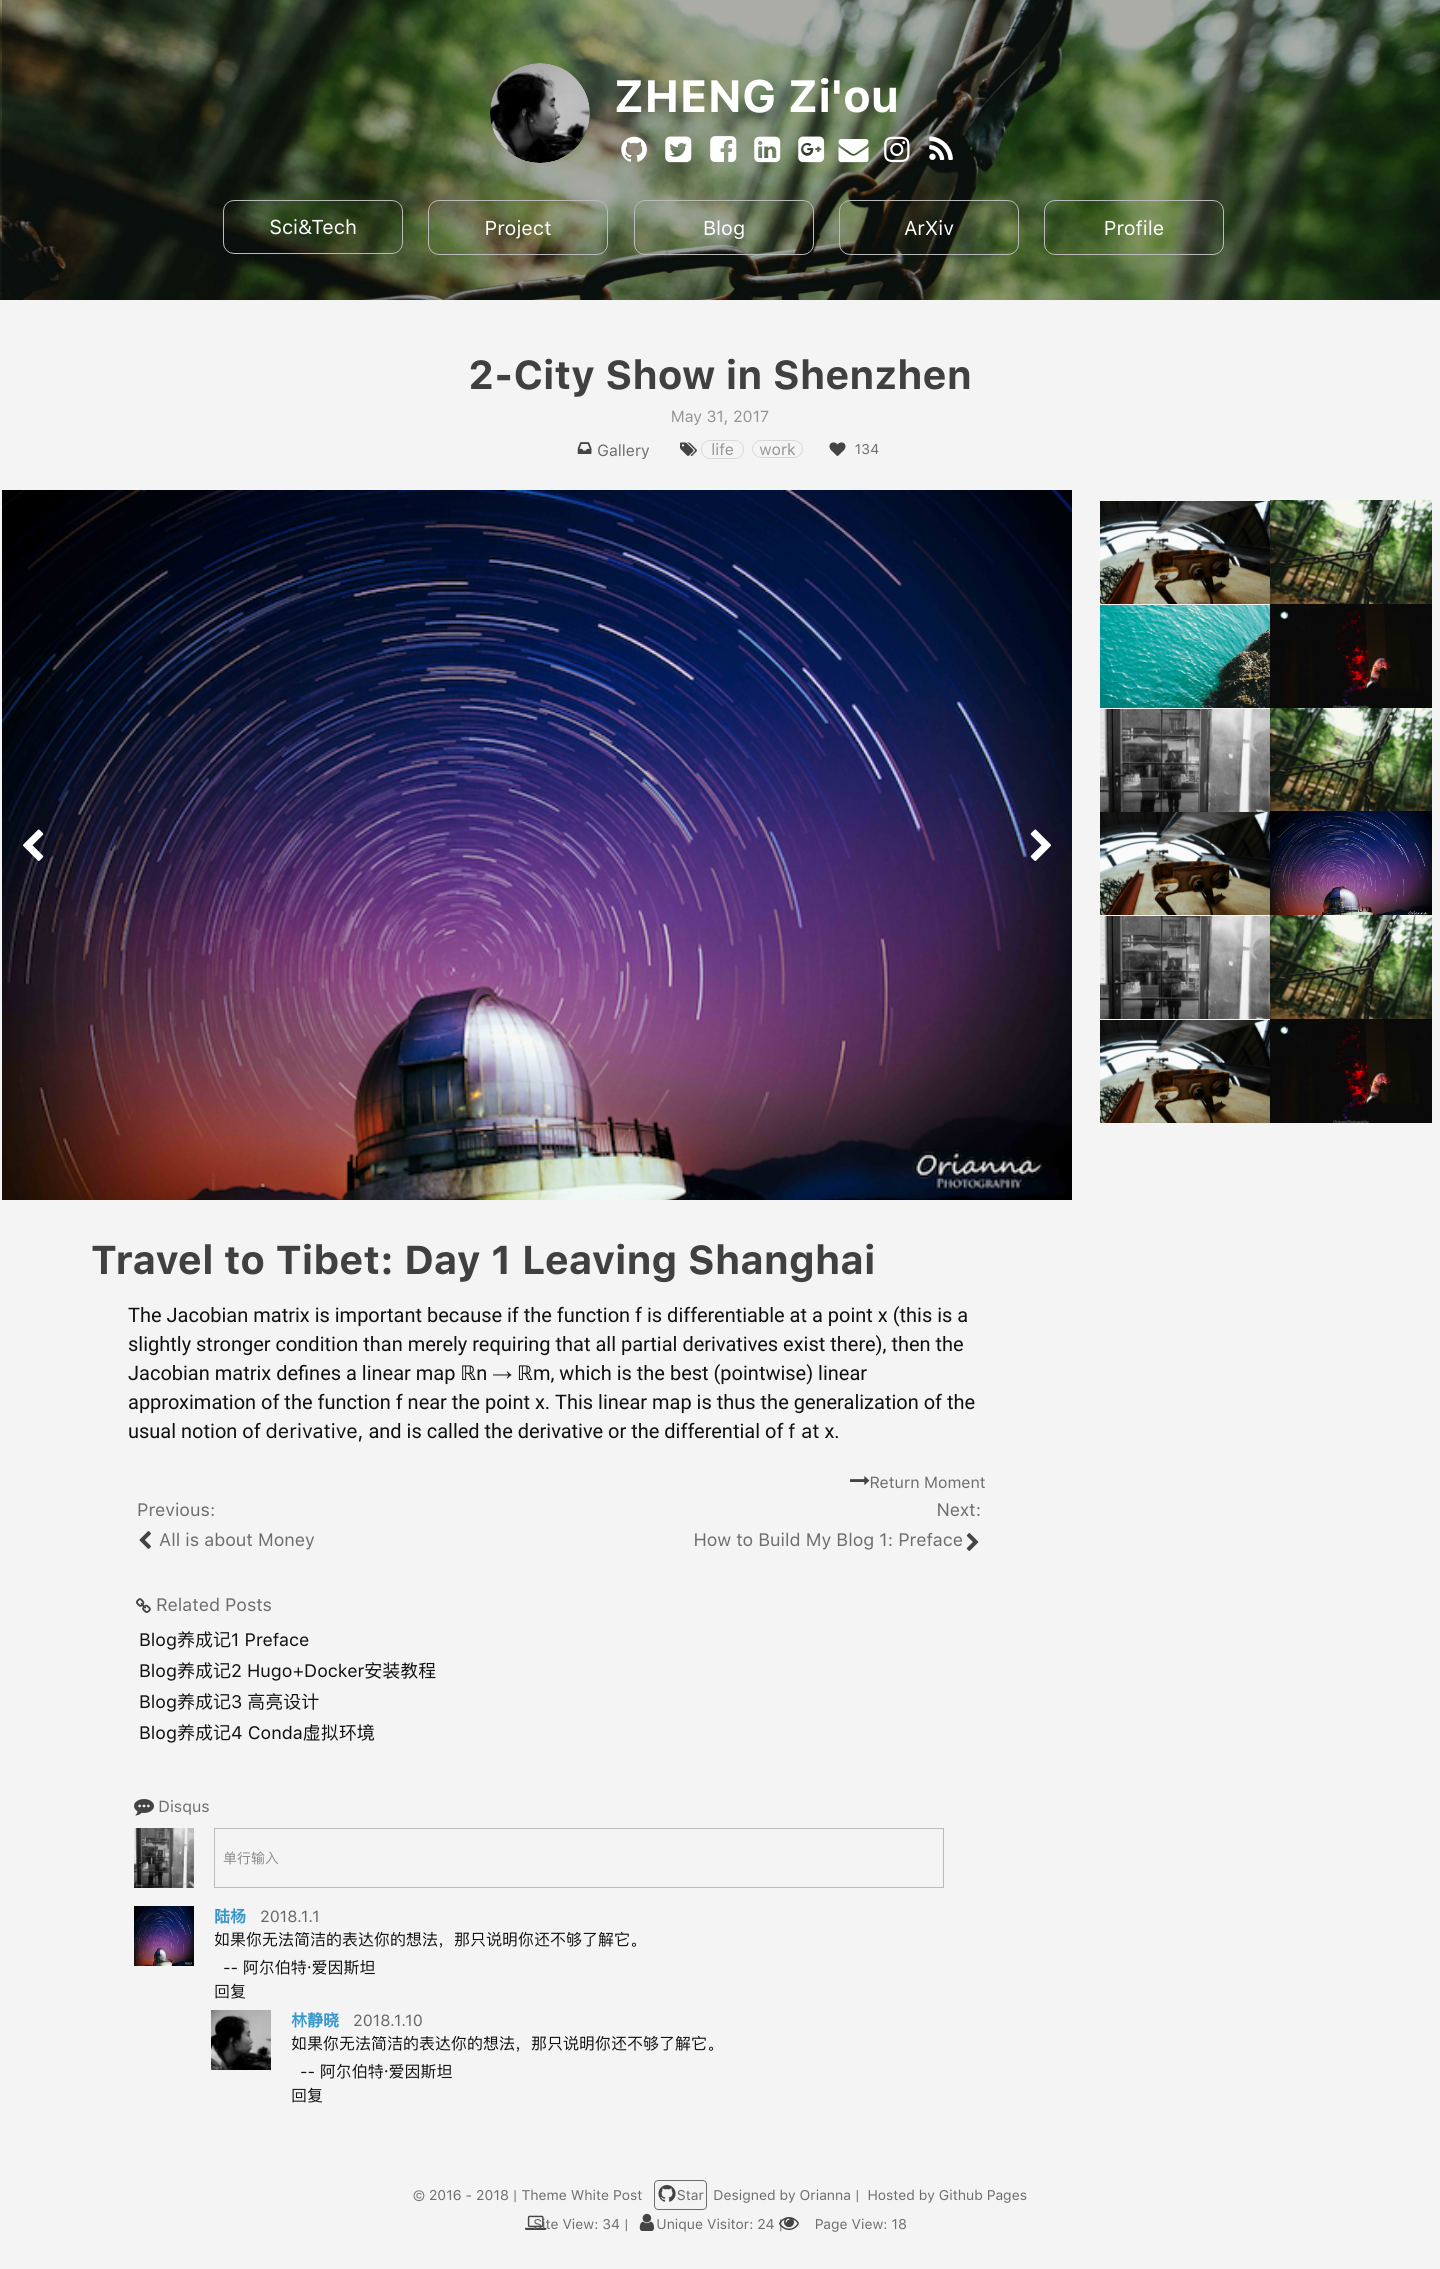 ZHENG Zi'ou
Sci&Tech
Project
Blog
ArXiv
Profile
2-City Show in Shenzhen
May 31, 2017
Gallery life work 134
Orianna
PHOTOGRAPHY
Travel to Tibet: Day 1 Leaving Shanghai
The Jacobian matrix is important because if the function f is differentiable at a point x (this is a
slightly stronger condition than merely requiring that all partial derivatives exist there), then the
Jacobian matrix defines a linear map ℝn → ℝm, which is the best (pointwise) linear
approximation of the function f near the point x. This linear map is thus the generalization of the
usual notion of derivative, and is called the derivative or the differential of f at x.
Return Moment
Previous:
Next:
All is about Money
How to Build My Blog 1: Preface
Related Posts
Blog养成记1 Preface
Blog养成记2 Hugo+Docker安装教程
Blog养成记3 高亮设计
Blog养成记4 Conda虚拟环境
Disqus
单行输入
陆杨 2018.1.1
如果你无法简洁的表达你的想法，那只说明你还不够了解它。
-- 阿尔伯特·爱因斯坦
回复
林静晓 2018.1.10
如果你无法简洁的表达你的想法，那只说明你还不够了解它。
-- 阿尔伯特·爱因斯坦
回复
© 2016 - 2018 | Theme White Post Star Designed by Orianna | Hosted by Github Pages
Site View: 34 | Unique Visitor: 24 | Page View: 18